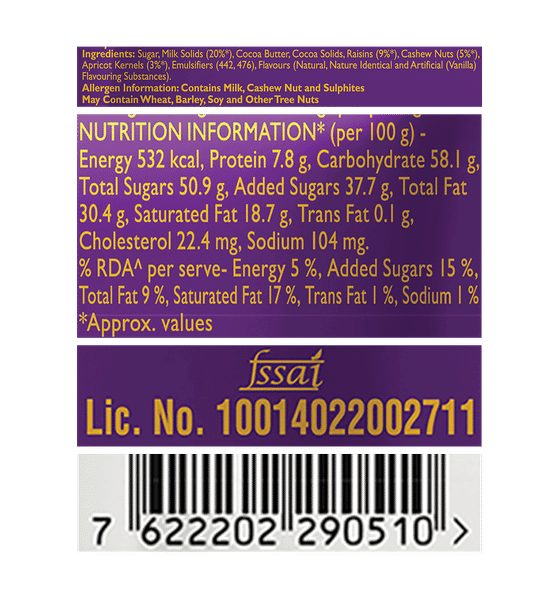 Ingredients: Sugar, Milk Solids (20%*), Cocoa Butter, Cocoa Solids, Raisins (9%*), Cashew Nuts (5%*),
Apricot Kernels (3%*), Emulsifiers (442, 476), Flavours (Natural, Nature Identical and Artificial (Vanilla)
Flavouring Substances).
Allergen Information: Contains Milk, Cashew Nut and Sulphites
May Contain Wheat, Barley, Soy and Other Tree Nuts
NUTRITION INFORMATION* (per 100 g) -
Energy 532 kcal, Protein 7.8 g, Carbohydrate 58.1 g,
Total Sugars 50.9 g, Added Sugars 37.7 g, Total Fat
30.4 g, Saturated Fat 18.7 g, Trans Fat 0.1 g,
Cholesterol 22.4 mg, Sodium 104 mg.
% RDA^ per serve- Energy 5 %, Added Sugars 15 %,
Total Fat 9 %, Saturated Fat 17 %, Trans Fat 1 %, Sodium 1 %
*Approx. values
fssai
Lic. No. 10014022002711
7 622202 290510 >